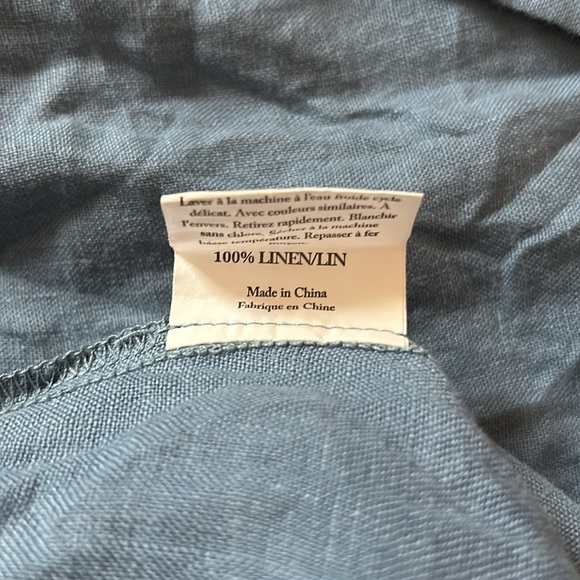 Laver à la machine à l'eau froide cycle
délicat. Avec couleurs similaires. A
l'envers. Retirez rapidement. Blanchir
sans chlore. Sécher à la machine
basse température. Repasser à fer
100% LINEN/LIN
Made in China
Fabrique en Chine